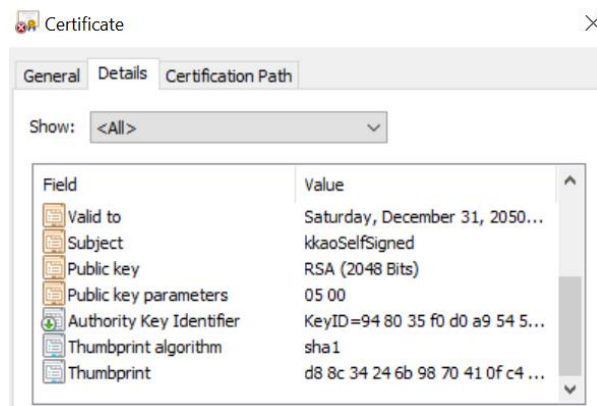 Certificate
General Details Certification Path
Show: <All>
Field Value
Valid to Saturday, December 31, 2050...
Subject kkaoSelfSigned
Public key RSA (2048 Bits)
Public key parameters 05 00
Authority Key Identifier KeyID=94 80 35 f0 d0 a9 54 5...
Thumbprint algorithm sha1
Thumbprint d8 8c 34 24 6b 98 70 41 0f c4 ...